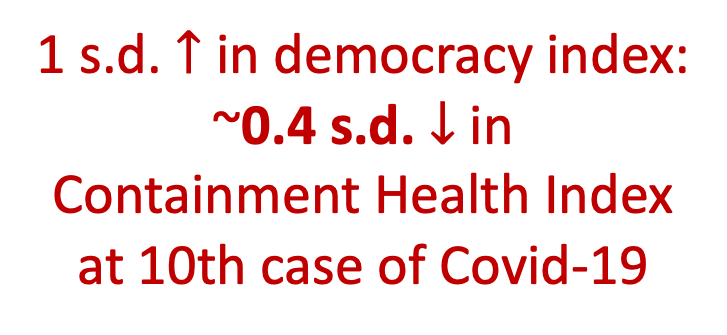 1 s.d. ↑ in democracy index:
~0.4 s.d. ↓ in
Containment Health Index
at 10th case of Covid-19